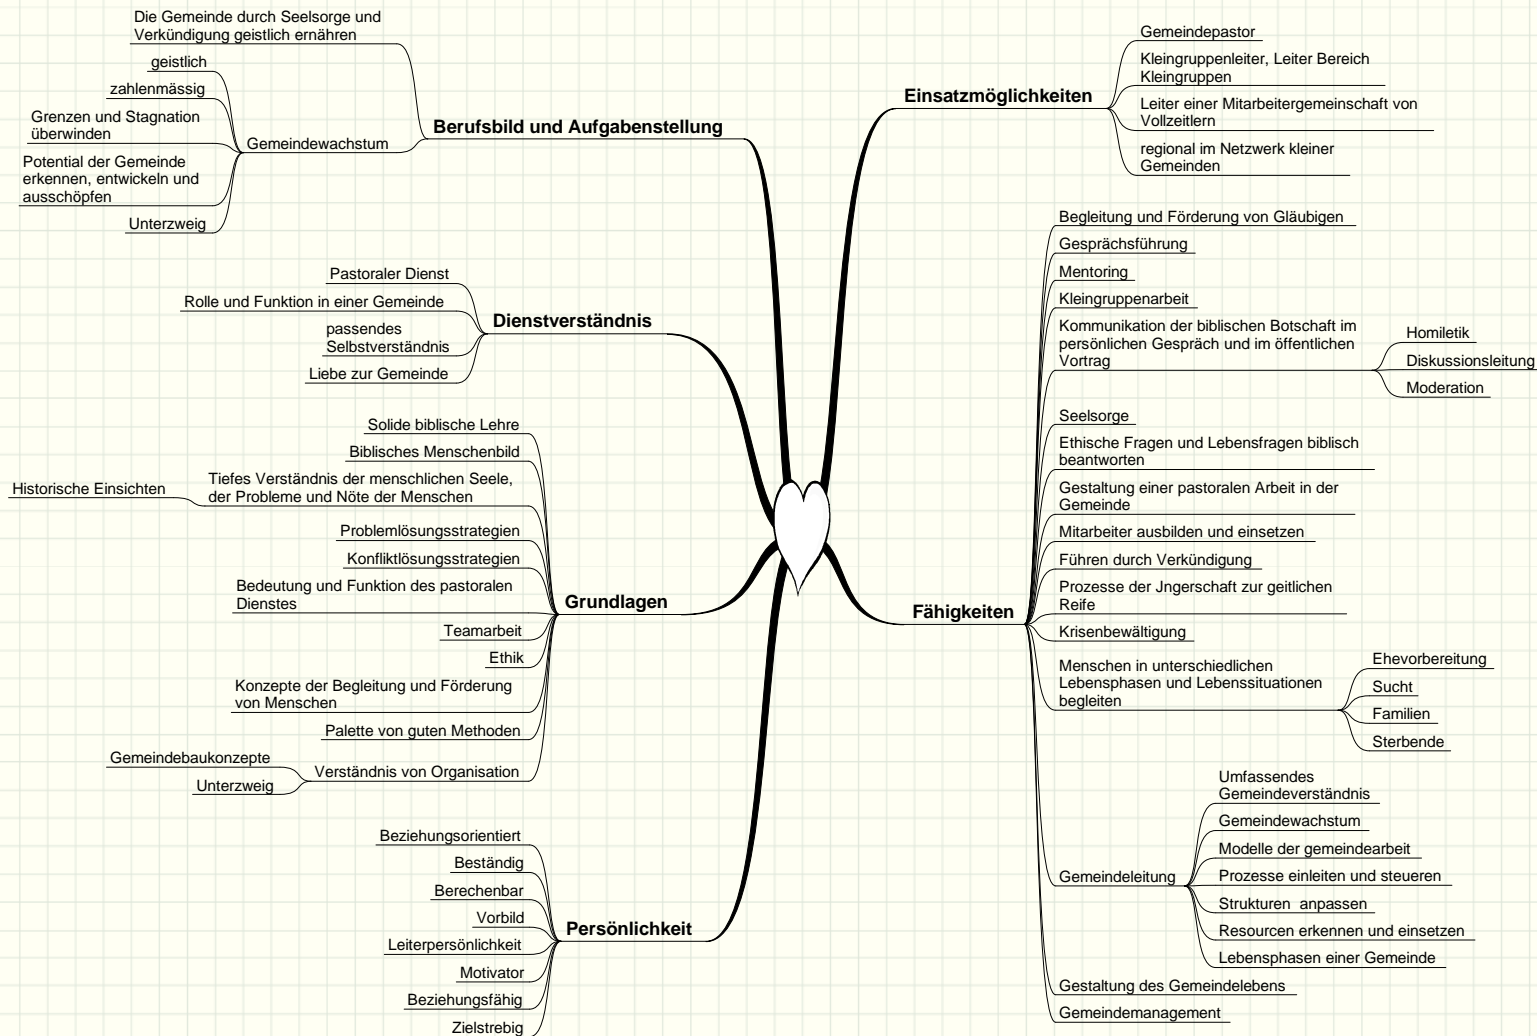 Die Gemeinde durch Seelsorge und
Verkündigung geistlich ernähren
geistlich
zahlenmässig
Grenzen und Stagnation
überwinden
Potential der Gemeinde
erkennen, entwickeln und
ausschöpfen
Unterzweig
Gemeindewachstum
Berufsbild und Aufgabenstellung
Pastoraler Dienst
Rolle und Funktion in einer Gemeinde
passendes
Selbstverständnis
Liebe zur Gemeinde
Dienstverständnis
Solide biblische Lehre
Biblisches Menschenbild
Historische Einsichten
Tiefes Verständnis der menschlichen Seele,
der Probleme und Nöte der Menschen
Problemlösungsstrategien
Konfliktlösungsstrategien
Bedeutung und Funktion des pastoralen
Dienstes
Teamarbeit
Ethik
Konzepte der Begleitung und Förderung
von Menschen
Palette von guten Methoden
Gemeindebaukonzepte
Unterzweig
Verständnis von Organisation
Grundlagen
Beziehungsorientiert
Beständig
Berechenbar
Vorbild
Leiterpersönlichkeit
Motivator
Beziehungsfähig
Zielstrebig
Persönlichkeit
Einsatzmöglichkeiten
Gemeindepastor
Kleingruppenleiter, Leiter Bereich
Kleingruppen
Leiter einer Mitarbeitergemeinschaft von
Vollzeitlern
regional im Netzwerk kleiner
Gemeinden
Fähigkeiten
Begleitung und Förderung von Gläubigen
Gesprächsführung
Mentoring
Kleingruppenarbeit
Kommunikation der biblischen Botschaft im
persönlichen Gespräch und im öffentlichen
Vortrag
Homiletik
Diskussionsleitung
Moderation
Seelsorge
Ethische Fragen und Lebensfragen biblisch
beantworten
Gestaltung einer pastoralen Arbeit in der
Gemeinde
Mitarbeiter ausbilden und einsetzen
Führen durch Verkündigung
Prozesse der Jngerschaft zur geitlichen
Reife
Krisenbewältigung
Menschen in unterschiedlichen
Lebensphasen und Lebenssituationen
begleiten
Ehevorbereitung
Sucht
Familien
Sterbende
Gemeindeleitung
Umfassendes
Gemeindeverständnis
Gemeindewachstum
Modelle der gemeindearbeit
Prozesse einleiten und steueren
Strukturen  anpassen
Resourcen erkennen und einsetzen
Lebensphasen einer Gemeinde
Gestaltung des Gemeindelebens
Gemeindemanagement